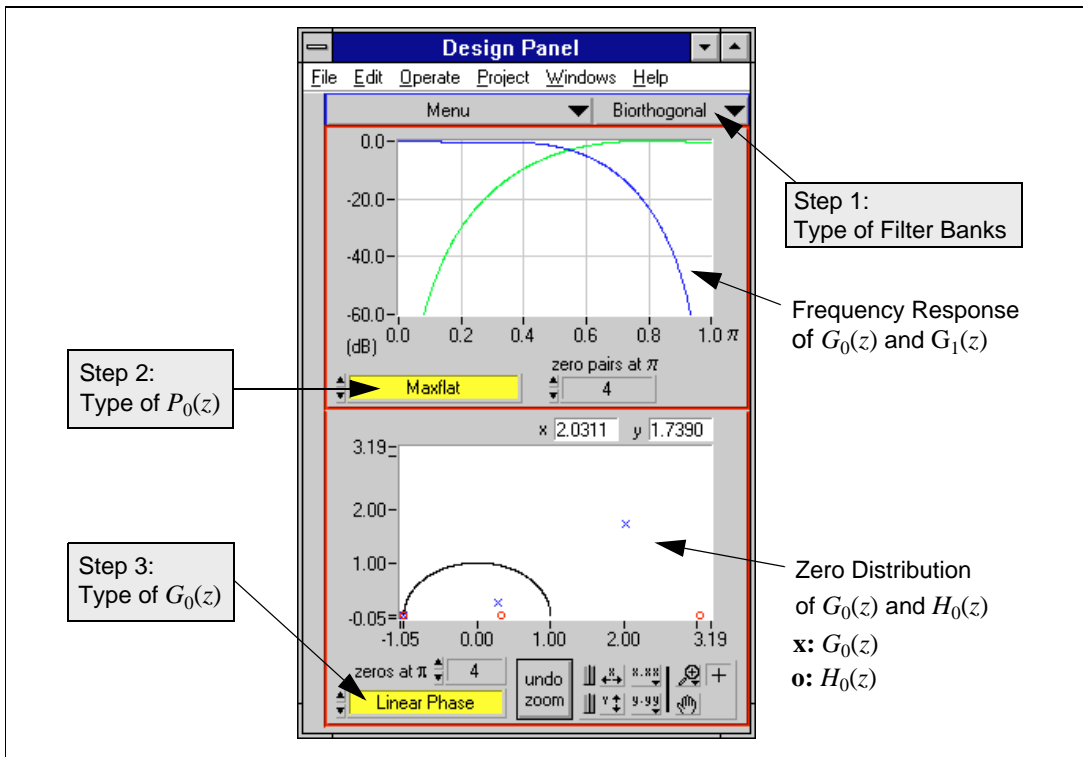 Design Panel
File Edit Operate Project Windows Help
Menu
Biorthogonal
0.0
-20.0
-40.0
-60.0
(dB)
0.0 0.2 0.4 0.6 0.8 1.0 π
Step 1:
Type of Filter Banks
Frequency Response
of G₀(z) and G₁(z)
zero pairs at π
Step 2:
Type of P₀(z)
Maxflat
4
x 2.0311 y 1.7390
3.19
2.00
1.00
-0.05
-1.05 0.00 1.00 2.00 3.19
Step 3:
Type of G₀(z)
Zero Distribution
of G₀(z) and H₀(z)
x: G₀(z)
o: H₀(z)
zeros at π 4
Linear Phase
undo
zoom
X x.xx
Y y.yy